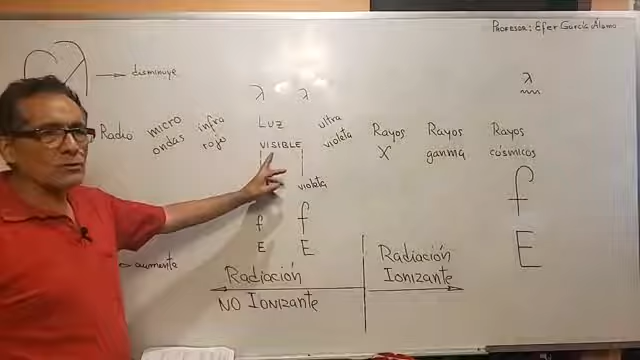 Profesor: Efer García Alamo
disminuye
λ λ λ
Radio micro ondas infra rojo Luz VISIBLE ultra violeta Rayos X Rayos gamma Rayos cósmicos
violeta
f f f
E E E
aumenta
Radiación
NO Ionizante
Radiación
Ionizante